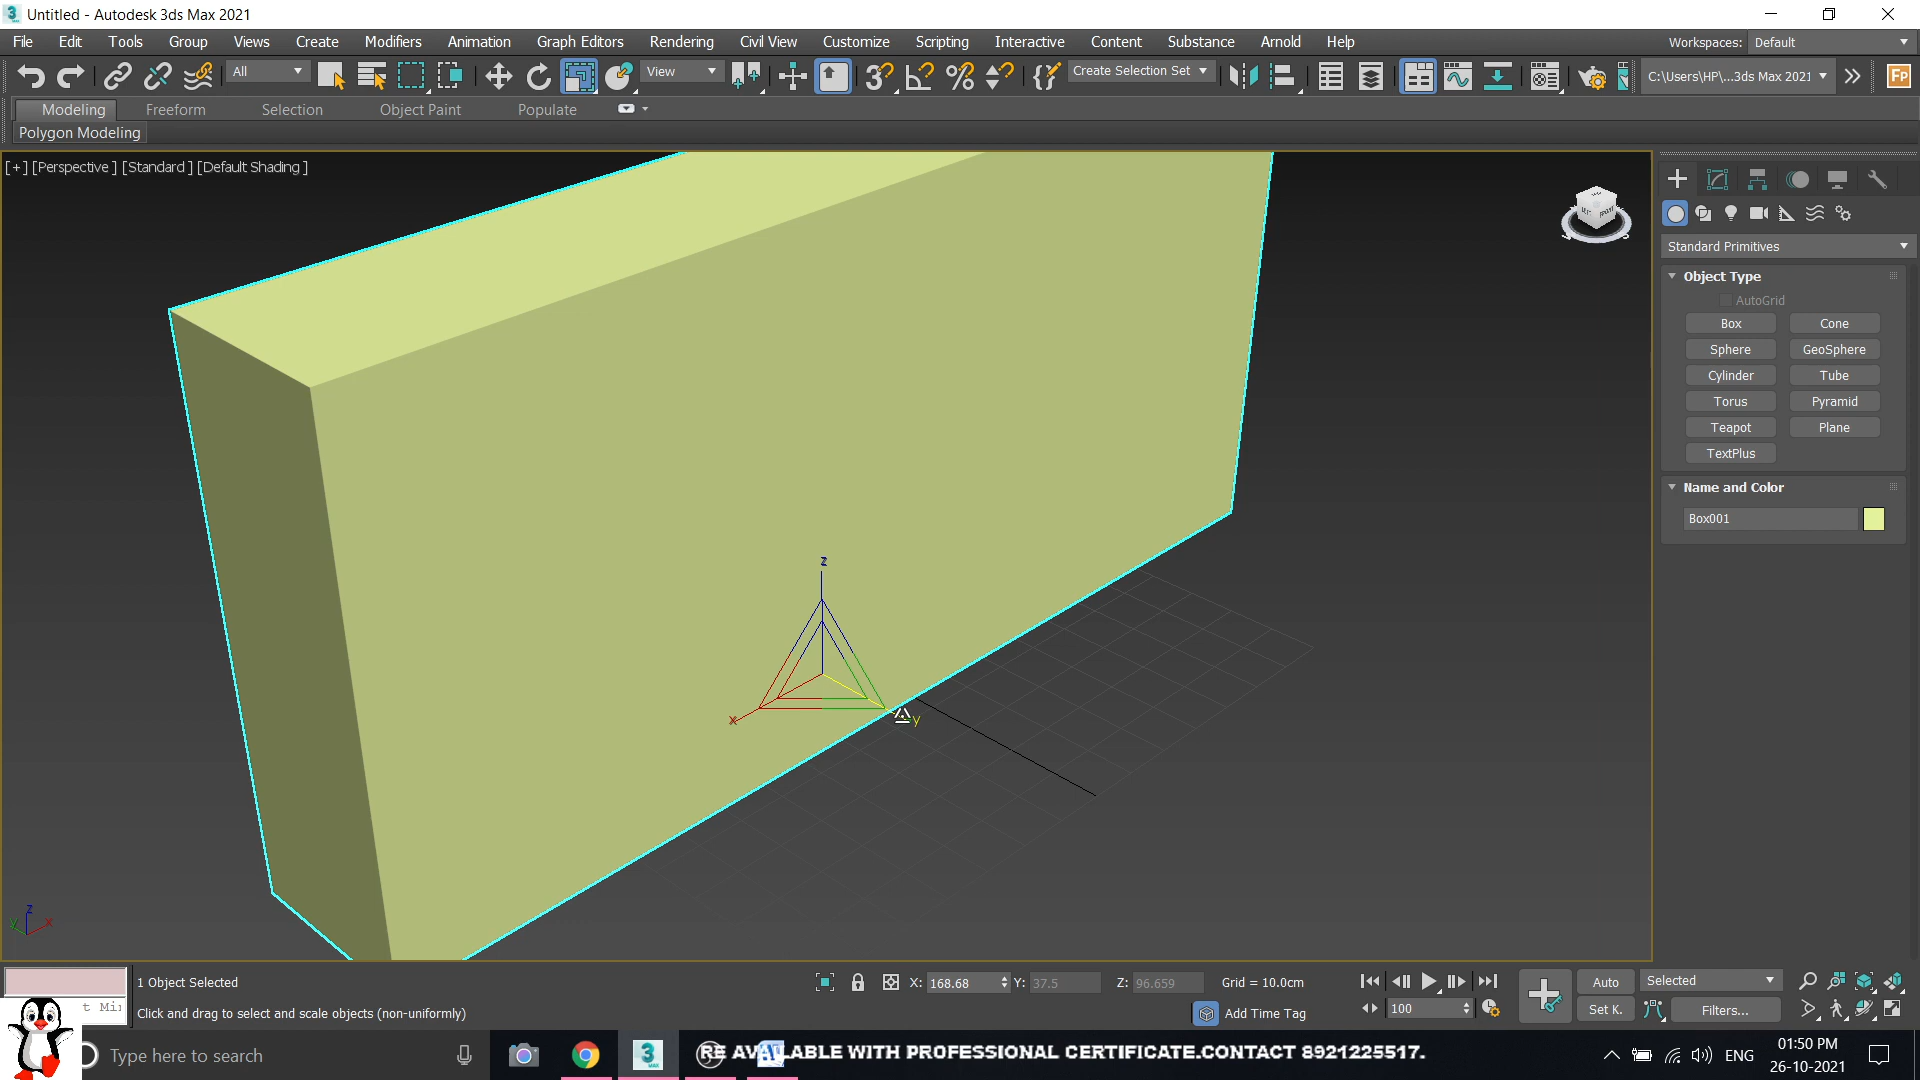 Untitled - Autodesk 3ds Max 2021
File Edit Tools Group Views Create Modifiers Animation Graph Editors Rendering Civil View Customize Scripting Interactive Content Substance Arnold Help Workspaces: Default
All View Create Selection Set C:\Users\HP\...3ds Max 2021
Modeling Freeform Selection Object Paint Populate
Polygon Modeling
[+] [Perspective ] [Standard ] [Default Shading ]
Standard Primitives
Object Type
AutoGrid
Box Cone
Sphere GeoSphere
Cylinder Tube
Torus Pyramid
Teapot Plane
TextPlus
Name and Color
Box001
z
x y
z
y x
1 Object Selected X: 168.68 Y: 37.5 Z: 96.659 Grid = 10.0cm Auto Selected
Click and drag to select and scale objects (non-uniformly) Add Time Tag 100 Set K. Filters...
t Mi
Type here to search
RE AVAILABLE WITH PROFESSIONAL CERTIFICATE.CONTACT 8921225517.
ENG
01:50 PM
26-10-2021